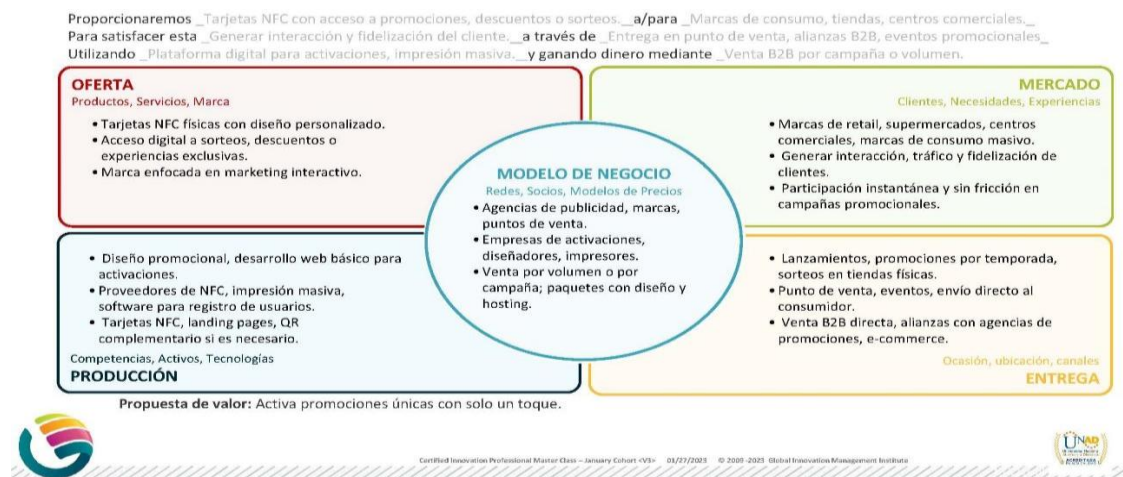 Proporcionaremos _Tarjetas NFC con acceso a promociones, descuentos o sorteos.__a/para _Marcas de consumo, tiendas, centros comerciales._
Para satisfacer esta _Generar interacción y fidelización del cliente.__a través de _Entrega en punto de venta, alianzas B2B, eventos promocionales_
Utilizando _Plataforma digital para activaciones, impresión masiva.__y ganando dinero mediante _Venta B2B por campaña o volumen.
OFERTA
Productos, Servicios, Marca
• Tarjetas NFC físicas con diseño personalizado.
• Acceso digital a sorteos, descuentos o
experiencias exclusivas.
• Marca enfocada en marketing interactivo.
MERCADO
Clientes, Necesidades, Experiencias
• Marcas de retail, supermercados, centros
comerciales, marcas de consumo masivo.
• Generar interacción, tráfico y fidelización de
clientes.
• Participación instantánea y sin fricción en
campañas promocionales.
MODELO DE NEGOCIO
Redes, Socios, Modelos de Precios
• Agencias de publicidad, marcas,
puntos de venta.
• Empresas de activaciones,
diseñadores, impresores.
• Venta por volumen o por
campaña; paquetes con diseño y
hosting.
• Diseño promocional, desarrollo web básico para
activaciones.
• Proveedores de NFC, impresión masiva,
software para registro de usuarios.
• Tarjetas NFC, landing pages, QR
complementario si es necesario.
Competencias, Activos, Tecnologías
PRODUCCIÓN
• Lanzamientos, promociones por temporada,
sorteos en tiendas físicas.
• Punto de venta, eventos, envío directo al
consumidor.
• Venta B2B directa, alianzas con agencias de
promociones, e-commerce.
Ocasión, ubicación, canales
ENTREGA
Propuesta de valor: Activa promociones únicas con solo un toque.
Certified Innovation Professional Master Class – January Cohort <V3> 01/27/2023 © 2009 -2023 Global Innovation Management Institute
UNAD